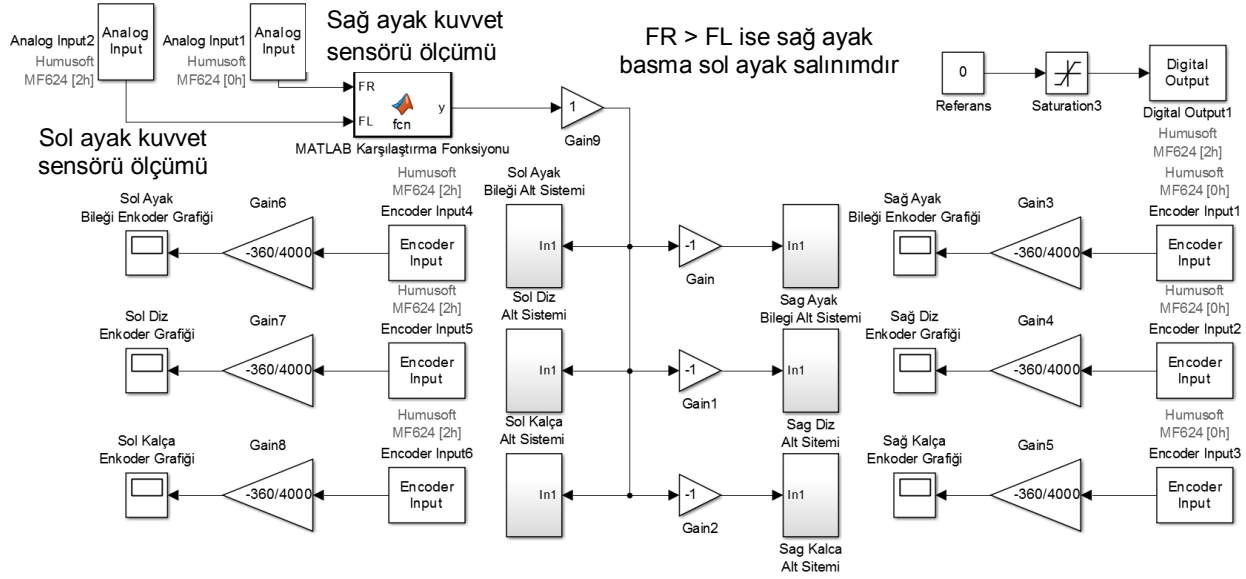 Analog Input2
Humusoft
MF624 [2h]
Analog
Input
Analog Input1
Humusoft
MF624 [0h]
Analog
Input
Sağ ayak kuvvet
sensörü ölçümü
FR > FL ise sağ ayak
basma sol ayak salınımdır
0
Referans
Saturation3
Digital
Output
Digital Output1
Humusoft
MF624 [2h]
FR
FL
y
fcn
MATLAB Karşılaştırma Fonksiyonu
1
Gain9
Sol ayak kuvvet
sensörü ölçümü
Sol Ayak
Bileği Enkoder Grafiği
Gain6
-360/4000
Humusoft
MF624 [2h]
Encoder Input4
Encoder
Input
Sol Ayak
Bileği Alt Sistemi
In1
-1
Gain
In1
Sag Ayak
Bilegi Alt Sistemi
Sağ Ayak
Bileği Enkoder Grafiği
Gain3
-360/4000
Humusoft
MF624 [0h]
Encoder Input1
Encoder
Input
Sol Diz
Enkoder Grafiği
Gain7
-360/4000
Humusoft
MF624 [2h]
Encoder Input5
Encoder
Input
Sol Diz
Alt Sistemi
In1
-1
Gain1
In1
Sag Diz
Alt Sitemi
Sağ Diz
Enkoder Grafiği
Gain4
-360/4000
Humusoft
MF624 [0h]
Encoder Input2
Encoder
Input
Sol Kalça
Enkoder Grafiği
Gain8
-360/4000
Humusoft
MF624 [2h]
Encoder Input6
Encoder
Input
Sol Kalça
Alt Sistemi
In1
-1
Gain2
In1
Sag Kalca
Alt Sitemi
Sağ Kalça
Enkoder Grafiği
Gain5
-360/4000
Humusoft
MF624 [0h]
Encoder Input3
Encoder
Input